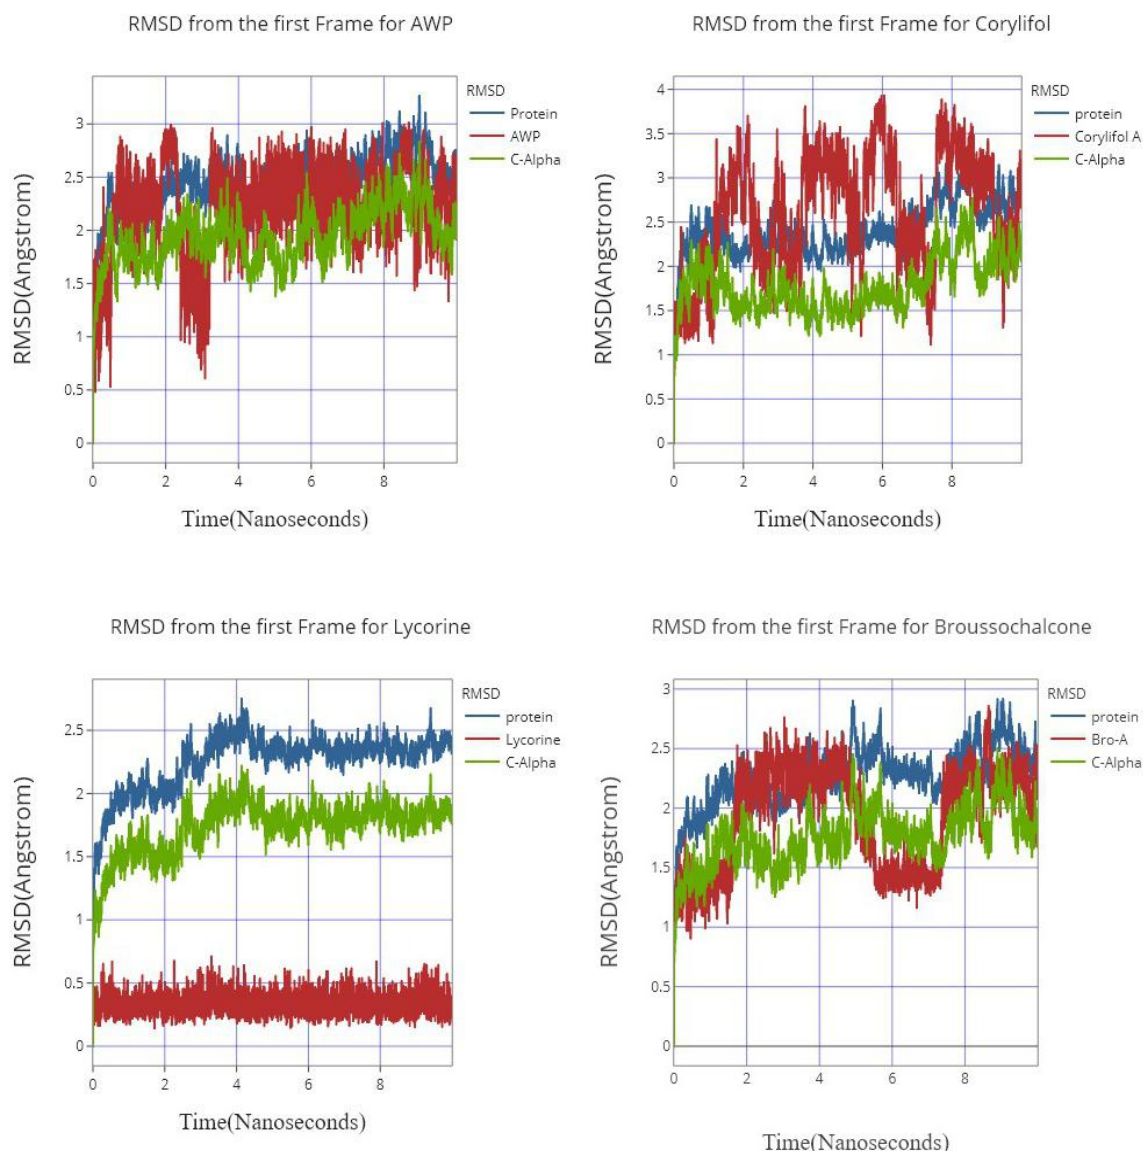 RMSD from the first Frame for AWP
RMSD(Angstrom)
3
2.5
2
1.5
1
0.5
0
0 2 4 6 8
Time(Nanoseconds)
RMSD
Protein
AWP
C-Alpha
RMSD from the first Frame for Corylifol
RMSD(Angstrom)
4
3.5
3
2.5
2
1.5
1
0.5
0
0 2 4 6 8
Time(Nanoseconds)
RMSD
protein
Corylifol A
C-Alpha
RMSD from the first Frame for Lycorine
RMSD(Angstrom)
2.5
2
1.5
1
0.5
0
0 2 4 6 8
Time(Nanoseconds)
RMSD
protein
Lycorine
C-Alpha
RMSD from the first Frame for Broussochalcone
RMSD(Angstrom)
3
2.5
2
1.5
1
0.5
0
0 2 4 6 8
Time(Nanoseconds)
RMSD
protein
Bro-A
C-Alpha